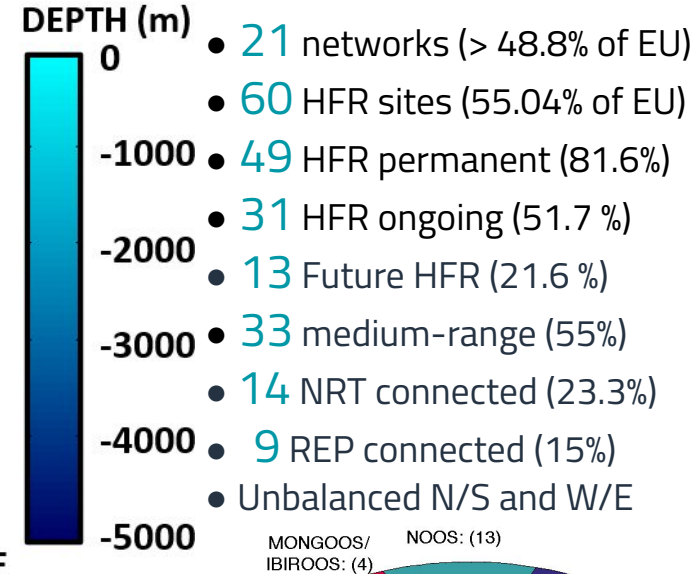 DEPTH (m)
0
-1000
-2000
-3000
-4000
-5000
• 21 networks (> 48.8% of EU)
• 60 HFR sites (55.04% of EU)
• 49 HFR permanent (81.6%)
• 31 HFR ongoing (51.7 %)
• 13 Future HFR (21.6 %)
• 33 medium-range (55%)
• 14 NRT connected (23.3%)
• 9 REP connected (15%)
• Unbalanced N/S and W/E
MONGOOS/
IBIROOS: (4)
NOOS: (13)